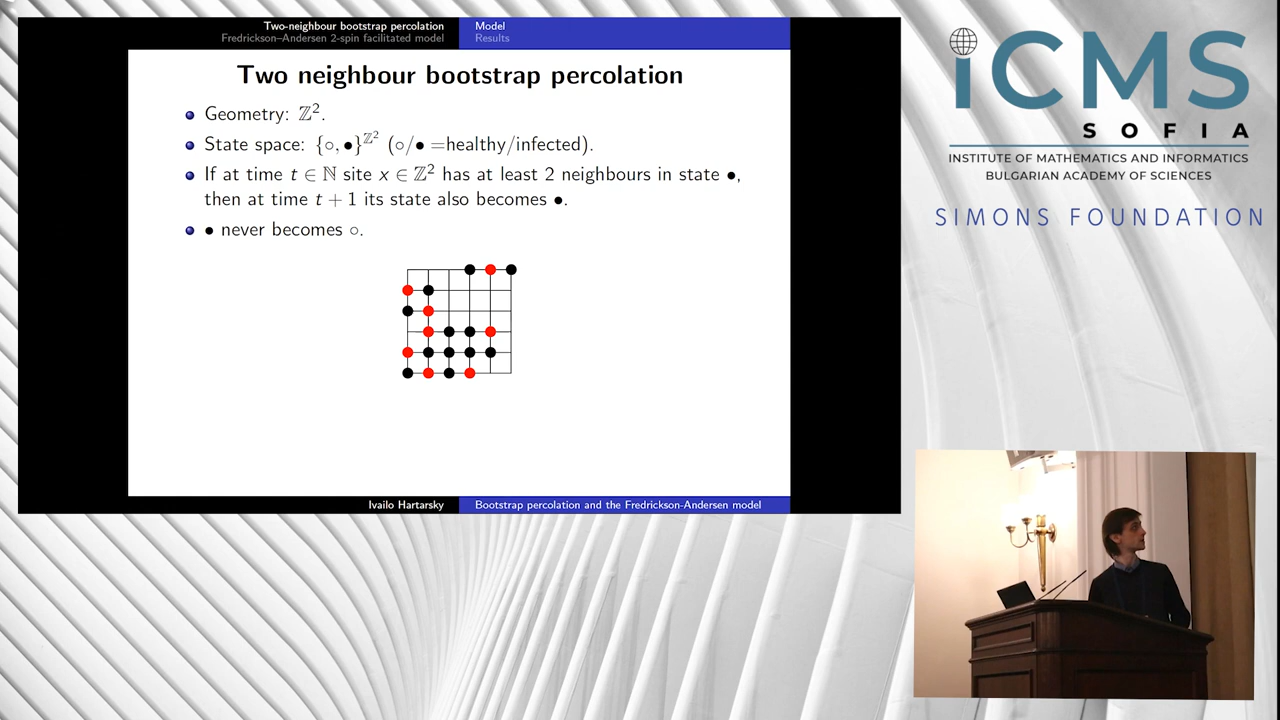 Two-neighbour bootstrap percolation
Fredrickson–Andersen 2-spin facilitated model
Model
Results
Two neighbour bootstrap percolation
Geometry: ℤ².
State space: {○, ●}^ℤ² (○/● =healthy/infected).
If at time t ∈ ℕ site x ∈ ℤ² has at least 2 neighbours in state ●,
then at time t + 1 its state also becomes ●.
● never becomes ○.
Ivailo Hartarsky
Bootstrap percolation and the Fredrickson-Andersen model
iCMS
SOFIA
INSTITUTE OF MATHEMATICS AND INFORMATICS
BULGARIAN ACADEMY OF SCIENCES
SIMONS FOUNDATION